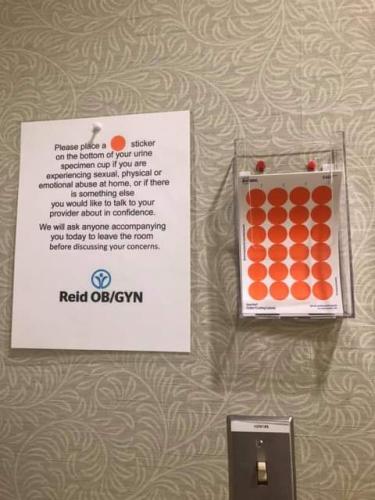 Please place a sticker
on the bottom of your urine
specimen cup if you are
experiencing sexual, physical or
emotional abuse at home, or if there
is something else
you would like to talk to your
provider about in confidence.
We will ask anyone accompanying
you today to leave the room
before discussing your concerns.
Reid OB/GYN